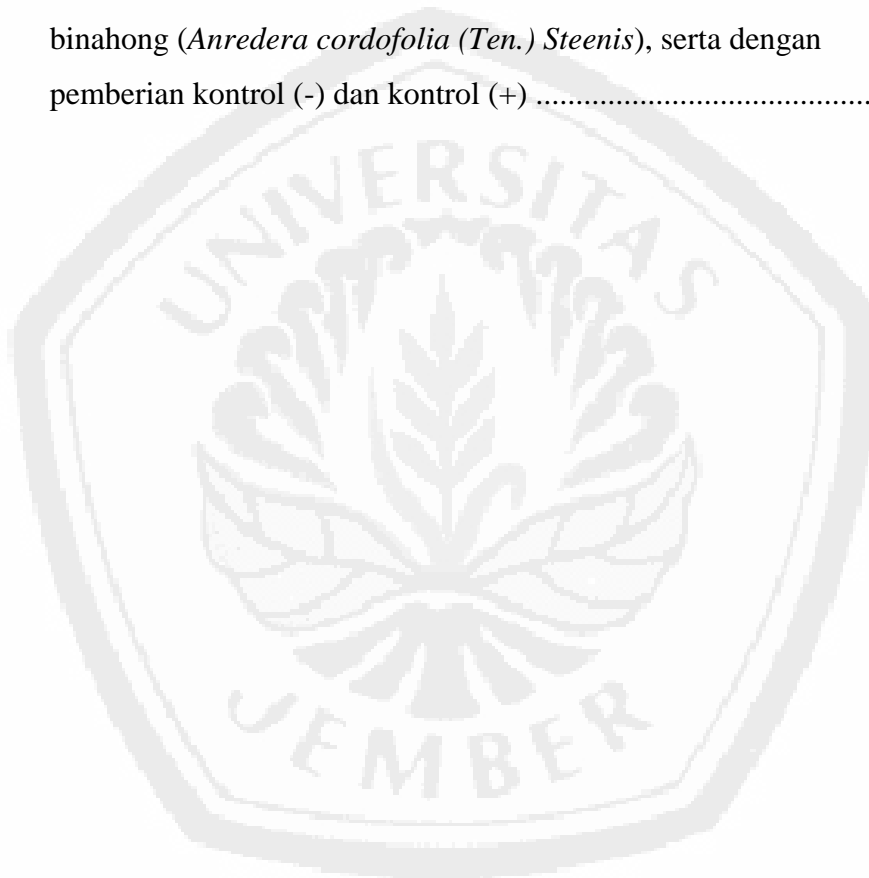 binahong (Anredera cordofolia (Ten.) Steenis), serta dengan
pemberian kontrol (-) dan kontrol (+) ..........................................
UNIVERSITAS
JEMBER